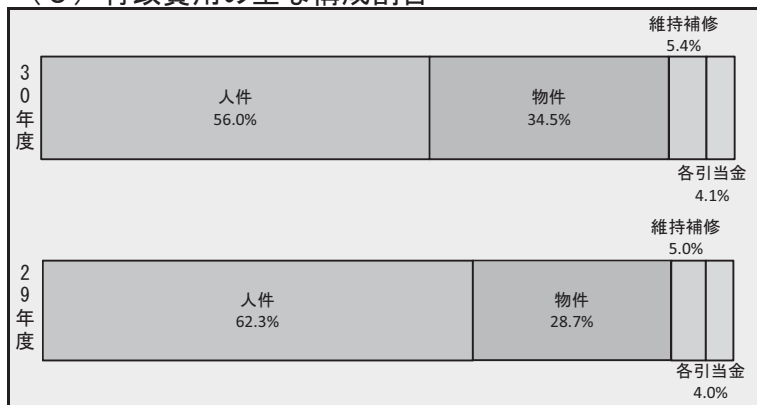 維持補修
5.4%
30年度
人件
56.0%
物件
34.5%
各引当金
4.1%
維持補修
5.0%
29年度
人件
62.3%
物件
28.7%
各引当金
4.0%